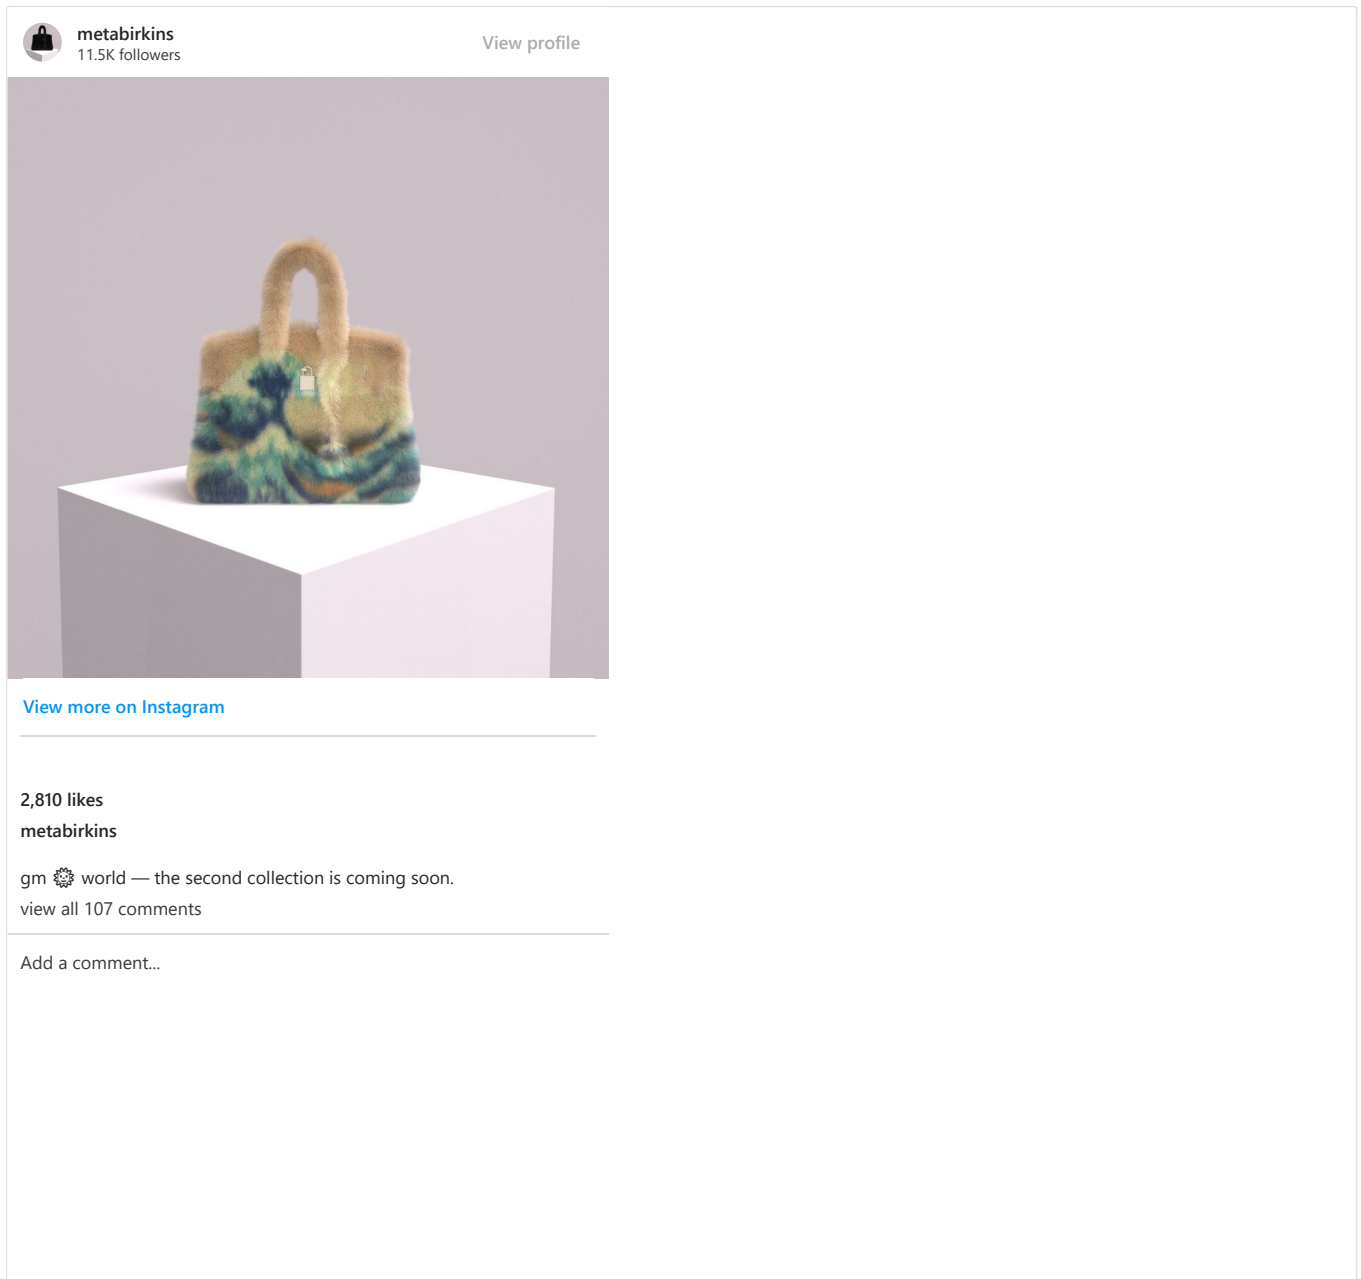 metabirkins
11.5K followers
View profile
View more on Instagram
2,810 likes
metabirkins
gm 🌞 world — the second collection is coming soon.
view all 107 comments
Add a comment...